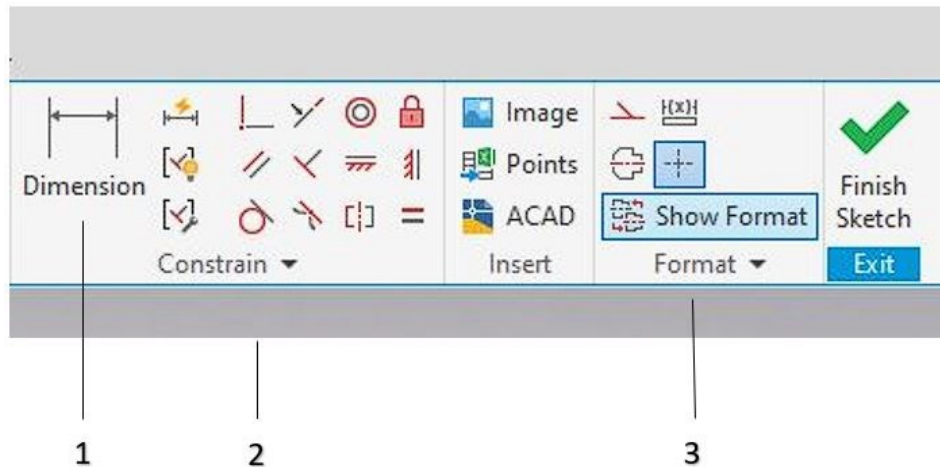 Dimension
Image
Points
ACAD
Show Format
Finish
Sketch
Constrain
Insert
Format
Exit
1
2
3